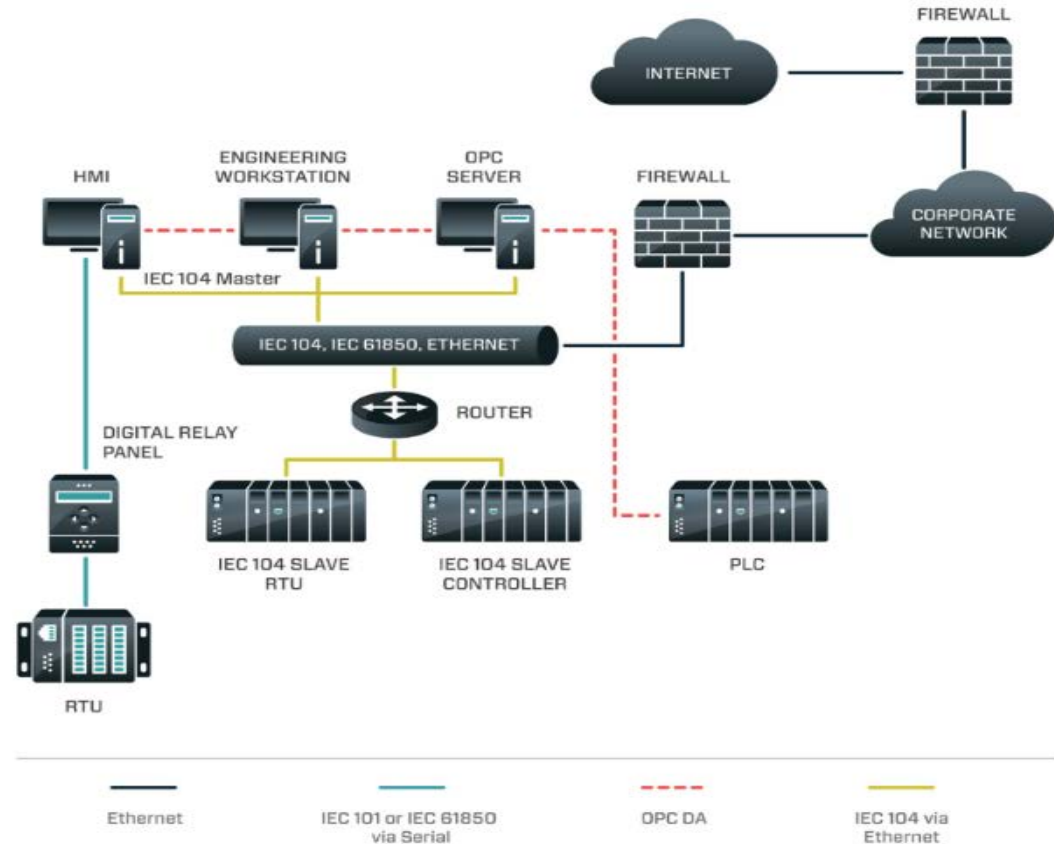 FIREWALL
INTERNET
ENGINEERING
WORKSTATION
OPC
SERVER
HMI
FIREWALL
CORPORATE
NETWORK
IEC 104 Master
IEC 104, IEC 61850, ETHERNET
ROUTER
DIGITAL RELAY
PANEL
IEC 104 SLAVE
RTU
IEC 104 SLAVE
CONTROLLER
PLC
RTU
Ethernet
IEC 101 or IEC 61850
via Serial
OPC DA
IEC 104 via
Ethernet